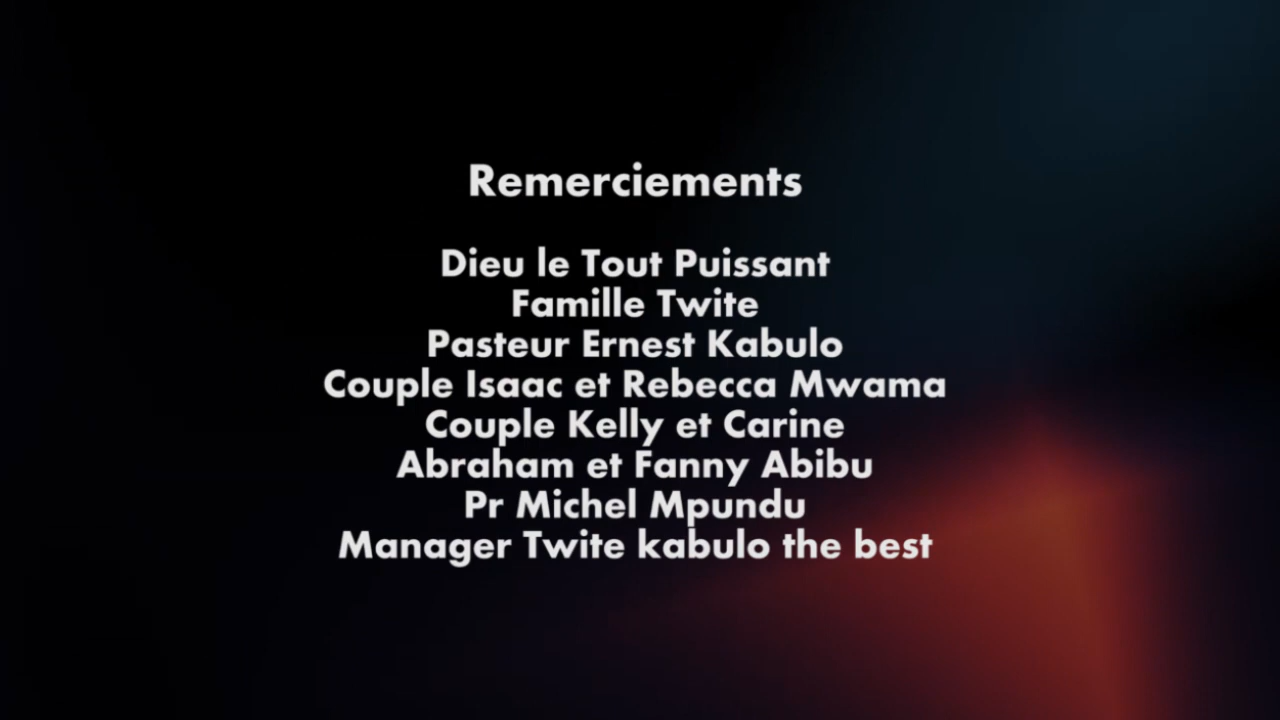 Remerciements
Dieu le Tout Puissant
Famille Twite
Pasteur Ernest Kabulo
Couple Isaac et Rebecca Mwama
Couple Kelly et Carine
Abraham et Fanny Abibu
Pr Michel Mpundu
Manager Twite kabulo the best